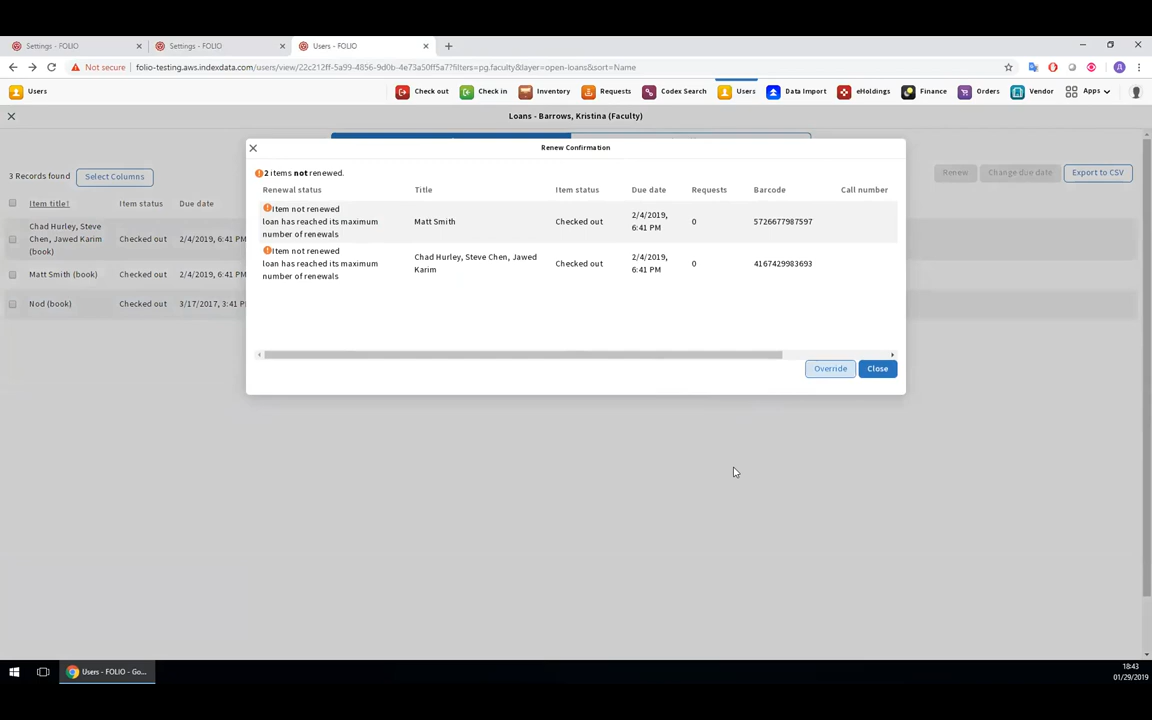 Settings - FOLIO
Settings - FOLIO
Users - FOLIO
Not secure
folio-testing.aws.indexdata.com/users/view/22c212ff-5a99-4856-9d0b-4e73a50ff5a7?filters=pg.faculty&layer=open-loans&sort=Name
Users
Check out
Check in
Inventory
Requests
Codex Search
Users
Data Import
eHoldings
Finance
Orders
Vendor
Apps
Loans - Barrows, Kristina (Faculty)
3 Records found
Select Columns
Renew
Change due date
Export to CSV
Item title↑
Item status
Due date
Chad Hurley, Steve
Chen, Jawed Karim
(book)
Checked out
2/4/2019, 6:41 PM
Matt Smith (book)
Checked out
2/4/2019, 6:41 PM
Nod (book)
Checked out
3/17/2017, 3:41 P
Renew Confirmation
2 items not renewed.
Renewal status
Title
Item status
Due date
Requests
Barcode
Call number
Item not renewed
loan has reached its maximum
number of renewals
Matt Smith
Checked out
2/4/2019,
6:41 PM
0
5726677987597
Item not renewed
loan has reached its maximum
number of renewals
Chad Hurley, Steve Chen, Jawed
Karim
Checked out
2/4/2019,
6:41 PM
0
4167429983693
Override
Close
Users - FOLIO - Go...
18:43
01/29/2019